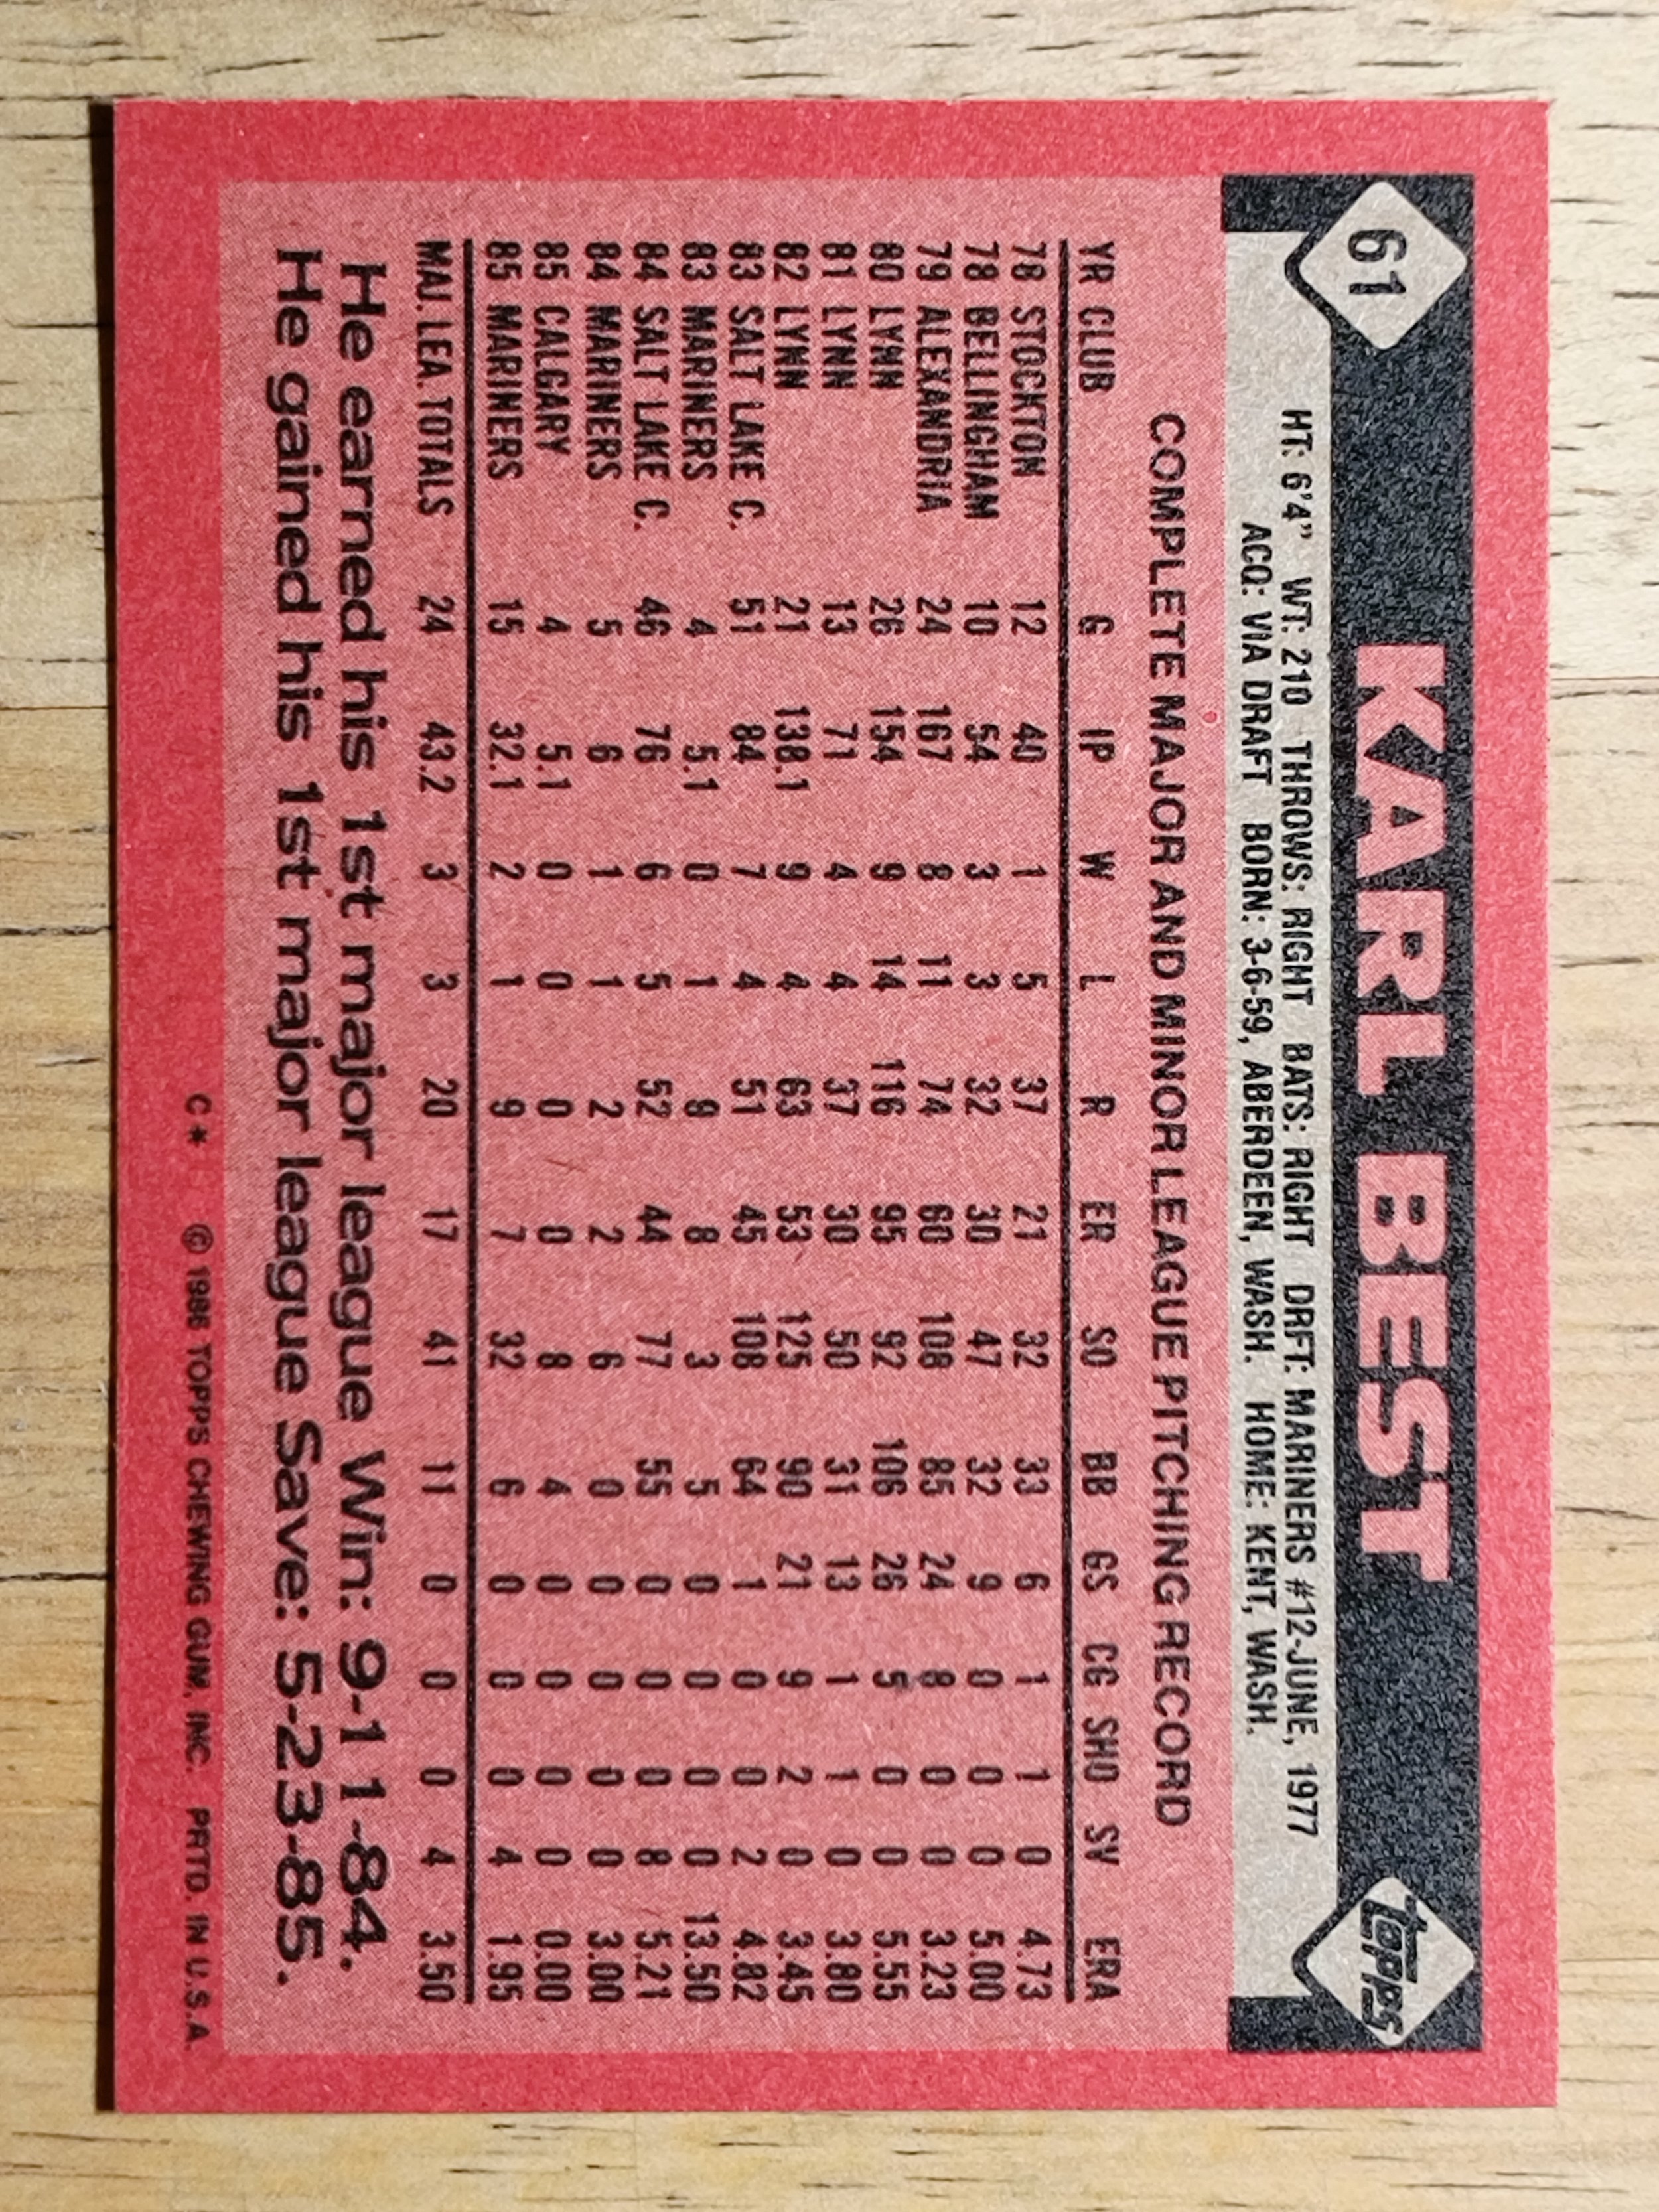 61 KARL BEST topps
HT: 6'4" WT: 210 THROWS: RIGHT BATS: RIGHT DRFT: MARINERS #12-JUNE, 1977
ACQ: VIA DRAFT BORN: 3-6-59, ABERDEEN, WASH. HOME: KENT, WASH.
COMPLETE MAJOR AND MINOR LEAGUE PITCHING RECORD
YR CLUB G IP W L R ER SO BB GS CG SHO SV ERA
78 STOCKTON 12 40 1 5 37 21 32 33 6 1 1 0 4.73
78 BELLINGHAM 10 54 3 3 32 30 47 32 9 0 0 0 5.00
79 ALEXANDRIA 24 167 8 11 74 60 108 85 24 8 0 0 3.23
80 LYNN 26 154 9 14 116 95 92 106 26 5 0 0 5.55
81 LYNN 13 71 4 4 37 30 50 31 13 1 1 0 3.80
82 LYNN 21 138.1 9 4 63 53 125 90 21 9 2 0 3.45
83 SALT LAKE C. 51 84 7 4 51 45 108 64 1 0 0 2 4.82
83 MARINERS 4 5.1 0 1 9 8 3 5 0 0 0 0 13.50
84 SALT LAKE C. 46 76 6 5 52 44 77 55 0 0 0 8 5.21
84 MARINERS 5 6 1 1 2 2 6 0 0 0 0 0 3.00
85 CALGARY 4 5.1 0 0 0 0 8 4 0 0 0 0 0.00
85 MARINERS 15 32.1 2 1 9 7 32 6 0 0 0 4 1.95
MAJ. LEA. TOTALS 24 43.2 3 3 20 17 41 11 0 0 0 4 3.50
He earned his 1st major league Win: 9-11-84.
He gained his 1st major league Save: 5-23-85.
C* © 1986 TOPPS CHEWING GUM, INC. PRTD. IN U.S.A.